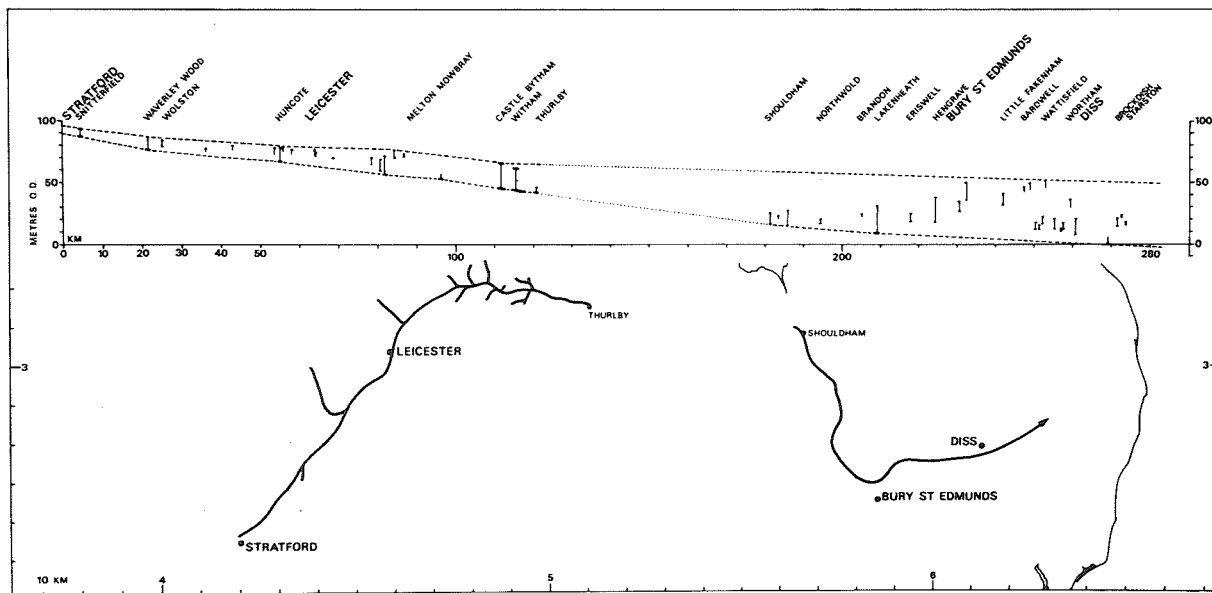 STRATFORD
SNITTERFIELD
WAVERLEY WOOD
WOLSTON
HUNCOTE
LEICESTER
MELTON MOWBRAY
CASTLE BYTHAM
WITHAM
THURLBY
SHOULDHAM
NORTHWOLD
BRANDON
LAKENHEATH
ERISWELL
HENGRAVE
BURY ST EDMUNDS
LITTLE FAKENHAM
BARDWELL
WATTISFIELD
WORTHAM
DISS
BROCKDISH
STARSTON
100 100
METRES O.D.
50 50
0 KM 0
0 20 30 50 100 200 280
THURLBY
SHOULDHAM
LEICESTER
3 3
DISS
BURY ST EDMUNDS
STRATFORD
10 KM 4 5 6